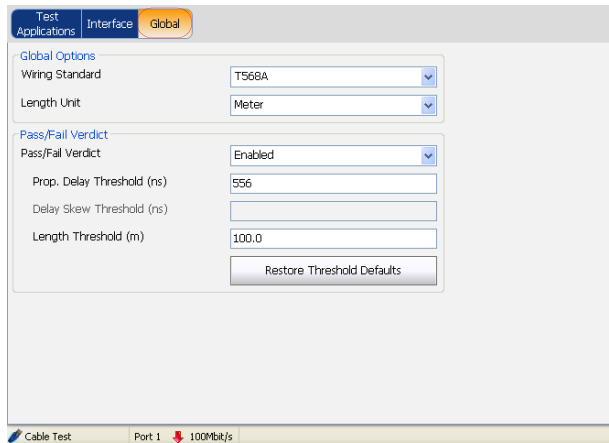 Test
Applications
Interface
Global
Global Options
Wiring Standard
T568A
Length Unit
Meter
Pass/Fail Verdict
Pass/Fail Verdict
Enabled
Prop. Delay Threshold (ns)
556
Delay Skew Threshold (ns)
Length Threshold (m)
100.0
Restore Threshold Defaults
Cable Test
Port 1
100Mbit/s